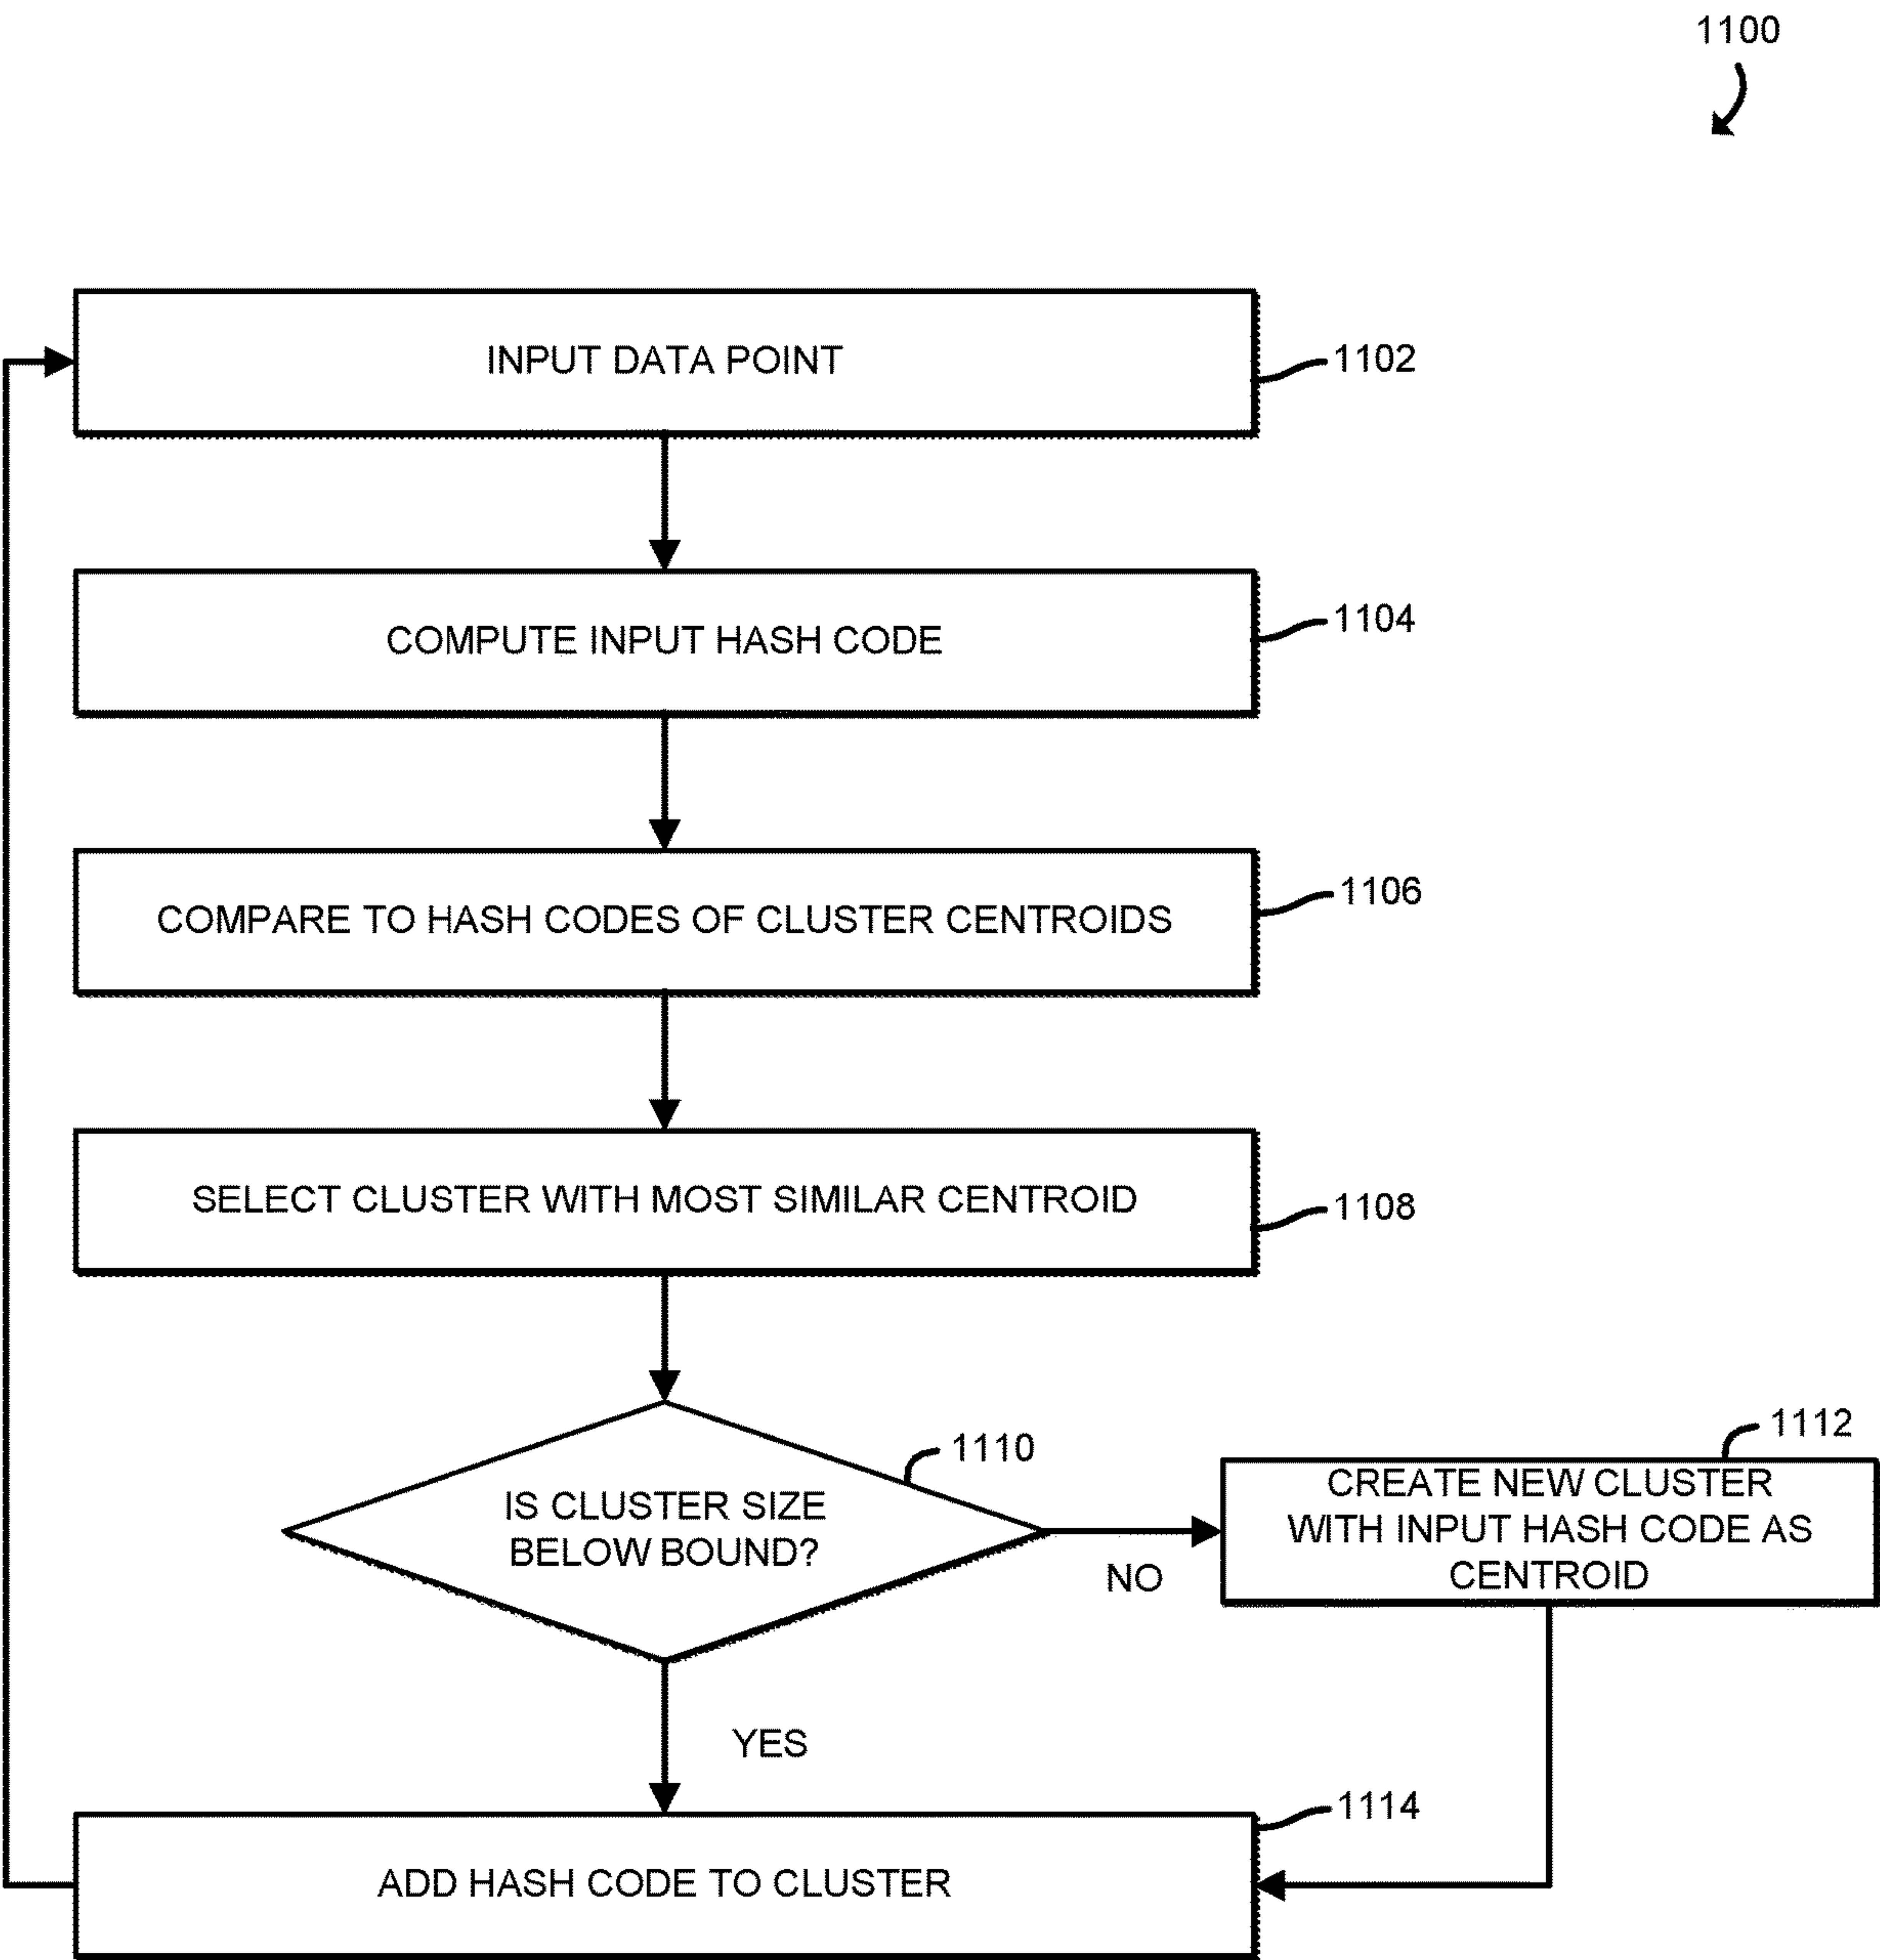 1100
INPUT DATA POINT
1102
COMPUTE INPUT HASH CODE
1104
COMPARE TO HASH CODES OF CLUSTER CENTROIDS
1106
SELECT CLUSTER WITH MOST SIMILAR CENTROID
1108
IS CLUSTER SIZE
BELOW BOUND?
1110
NO
1112
CREATE NEW CLUSTER
WITH INPUT HASH CODE AS
CENTROID
YES
1114
ADD HASH CODE TO CLUSTER